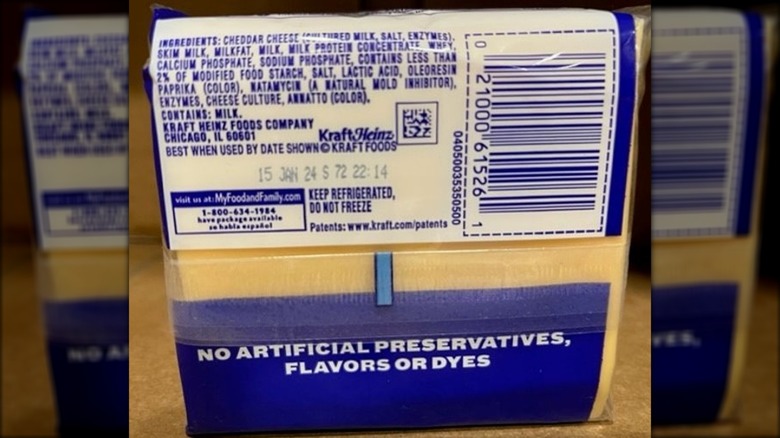 INGREDIENTS: CHEDDAR CHEESE (CULTURED MILK, SALT, ENZYMES),
SKIM MILK, MILKFAT, MILK, MILK PROTEIN CONCENTRATE, WHEY,
CALCIUM PHOSPHATE, SODIUM PHOSPHATE, CONTAINS LESS THAN
2% OF MODIFIED FOOD STARCH, SALT, LACTIC ACID, OLEORESIN
PAPRIKA (COLOR), NATAMYCIN (A NATURAL MOLD INHIBITOR),
ENZYMES, CHEESE CULTURE, ANNATTO (COLOR).
CONTAINS: MILK.
KRAFT HEINZ FOODS COMPANY
CHICAGO, IL 60601
KraftHeinz
BEST WHEN USED BY DATE SHOWN © KRAFT FOODS
15 JAN 24 S 72 22:14
visit us at: MyFoodandFamily.com
1-800-634-1984
have package available
se habla español
KEEP REFRIGERATED,
DO NOT FREEZE
Patents: www.kraft.com/patents
0 21000 61526 1
04050035350500
NO ARTIFICIAL PRESERVATIVES,
FLAVORS OR DYES